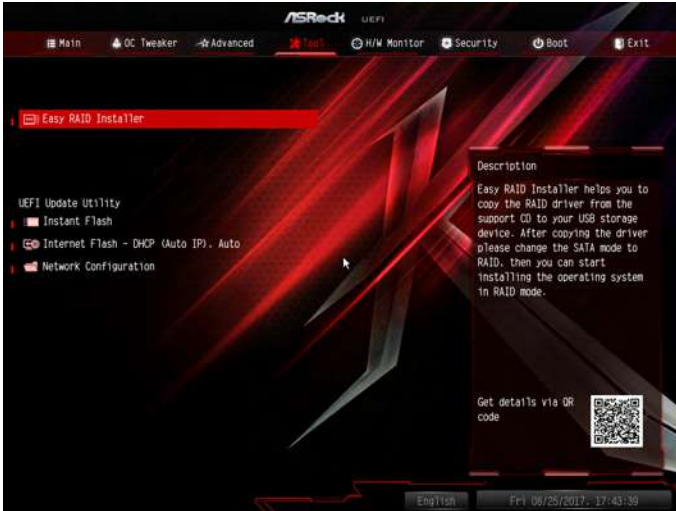 ASRock UEFI
Main OC Tweaker Advanced Tool H/W Monitor Security Boot Exit
Easy RAID Installer
UEFI Update Utility
Instant Flash
Internet Flash - DHCP (Auto IP), Auto
Network Configuration
Description
Easy RAID Installer helps you to
copy the RAID driver from the
support CD to your USB storage
device. After copying the driver
please change the SATA mode to
RAID, then you can start
installing the operating system
in RAID mode.
Get details via QR
code
English Fri 08/25/2017, 17:43:39